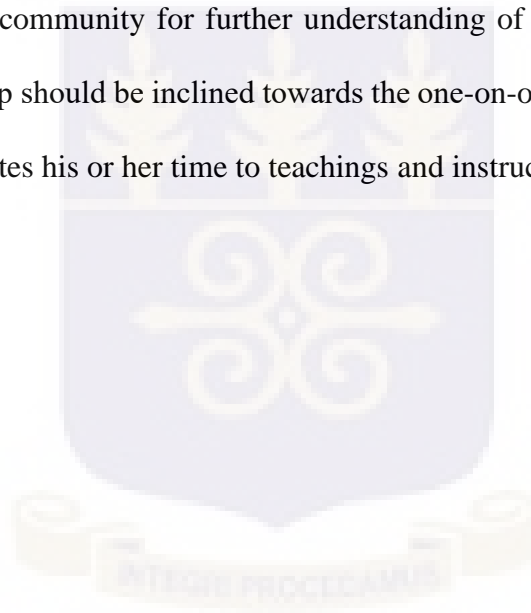 community for further understanding of
p should be inclined towards the one-on-o
tes his or her time to teachings and instruc
INTEGRI PROCEDAMUS